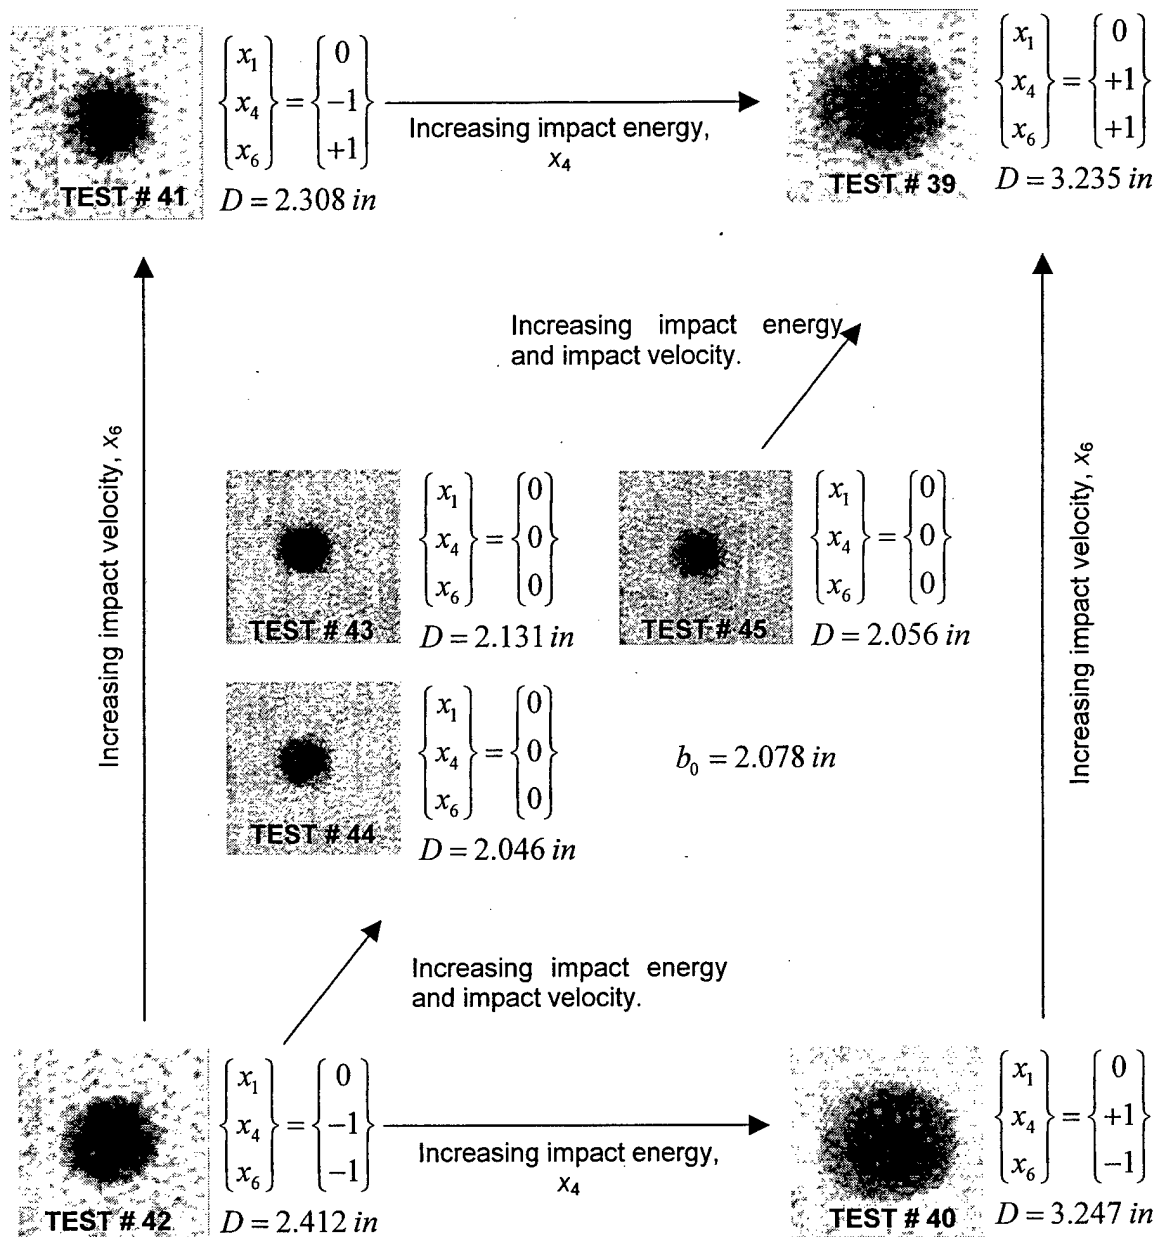 {x₁ x₄ x₆} = {0 −1 +1}
TEST # 41
D = 2.308 in
Increasing impact energy,
x₄
{x₁ x₄ x₆} = {0 +1 +1}
TEST # 39
D = 3.235 in
Increasing impact energy
and impact velocity.
Increasing impact velocity, x₆
Increasing impact velocity, x₆
{x₁ x₄ x₆} = {0 0 0}
TEST # 43
D = 2.131 in
{x₁ x₄ x₆} = {0 0 0}
TEST # 45
D = 2.056 in
{x₁ x₄ x₆} = {0 0 0}
TEST # 44
D = 2.046 in
b₀ = 2.078 in
Increasing impact energy
and impact velocity.
{x₁ x₄ x₆} = {0 −1 −1}
TEST # 42
D = 2.412 in
Increasing impact energy,
x₄
{x₁ x₄ x₆} = {0 +1 −1}
TEST # 40
D = 3.247 in